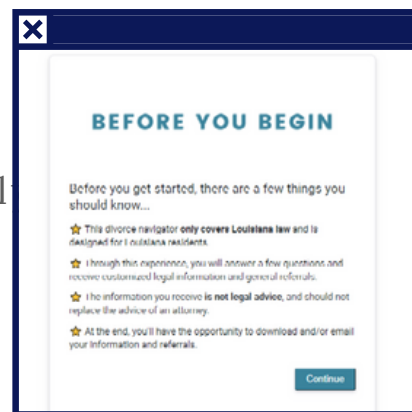 BEFORE YOU BEGIN
Before you get started, there are a few things you
should know...
This divorce navigator only covers Louisiana law and is
designed for Louisiana residents.
Through this experience, you will answer a few questions and
receive customized legal information and general referrals.
The information you receive is not legal advice, and should not
replace the advice of an attorney.
At the end, you'll have the opportunity to download and/or email
your information and referrals.
Continue